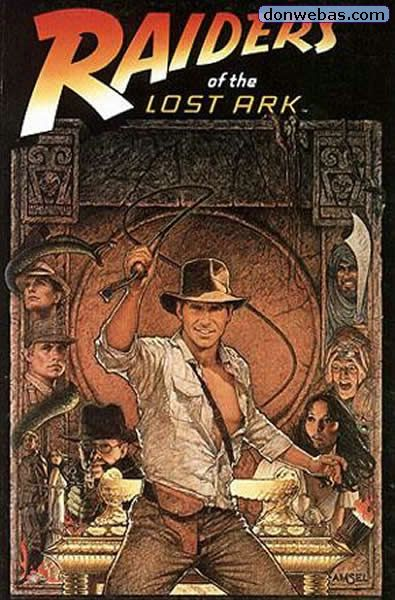 donwebas.com
RAIDERS
of the
LOST ARK
AMSEL